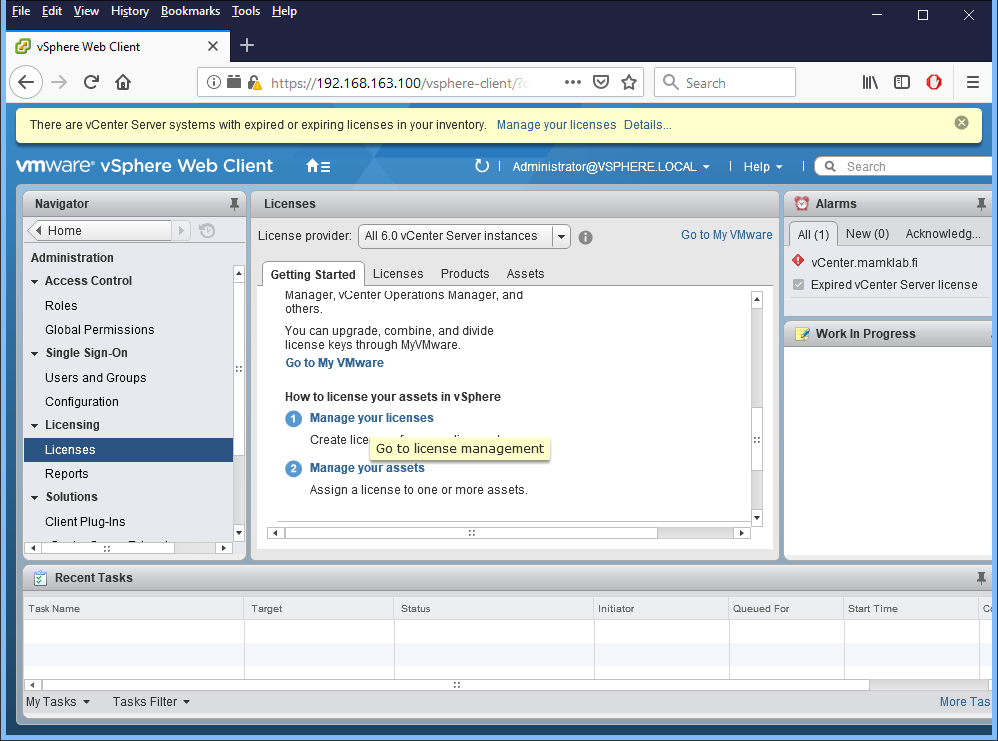 File Edit View History Bookmarks Tools Help
vSphere Web Client
https://192.168.163.100/vsphere-client/?
Search
There are vCenter Server systems with expired or expiring licenses in your inventory. Manage your licenses Details...
vmware® vSphere Web Client
Administrator@VSPHERE.LOCAL
Help
Search
Navigator
Home
Administration
Access Control
Roles
Global Permissions
Single Sign-On
Users and Groups
Configuration
Licensing
Licenses
Reports
Solutions
Client Plug-Ins
Licenses
License provider: All 6.0 vCenter Server instances
Go to My VMware
Getting Started Licenses Products Assets
Manager, vCenter Operations Manager, and
others.
You can upgrade, combine, and divide
license keys through MyVMware.
Go to My VMware
How to license your assets in vSphere
1 Manage your licenses
Create
Go to license management
2 Manage your assets
Assign a license to one or more assets.
Alarms
All (1) New (0) Acknowledg...
vCenter.mamklab.fi
Expired vCenter Server license
Work In Progress
Recent Tasks
Task Name Target Status Initiator Queued For Start Time
My Tasks Tasks Filter
More Tas